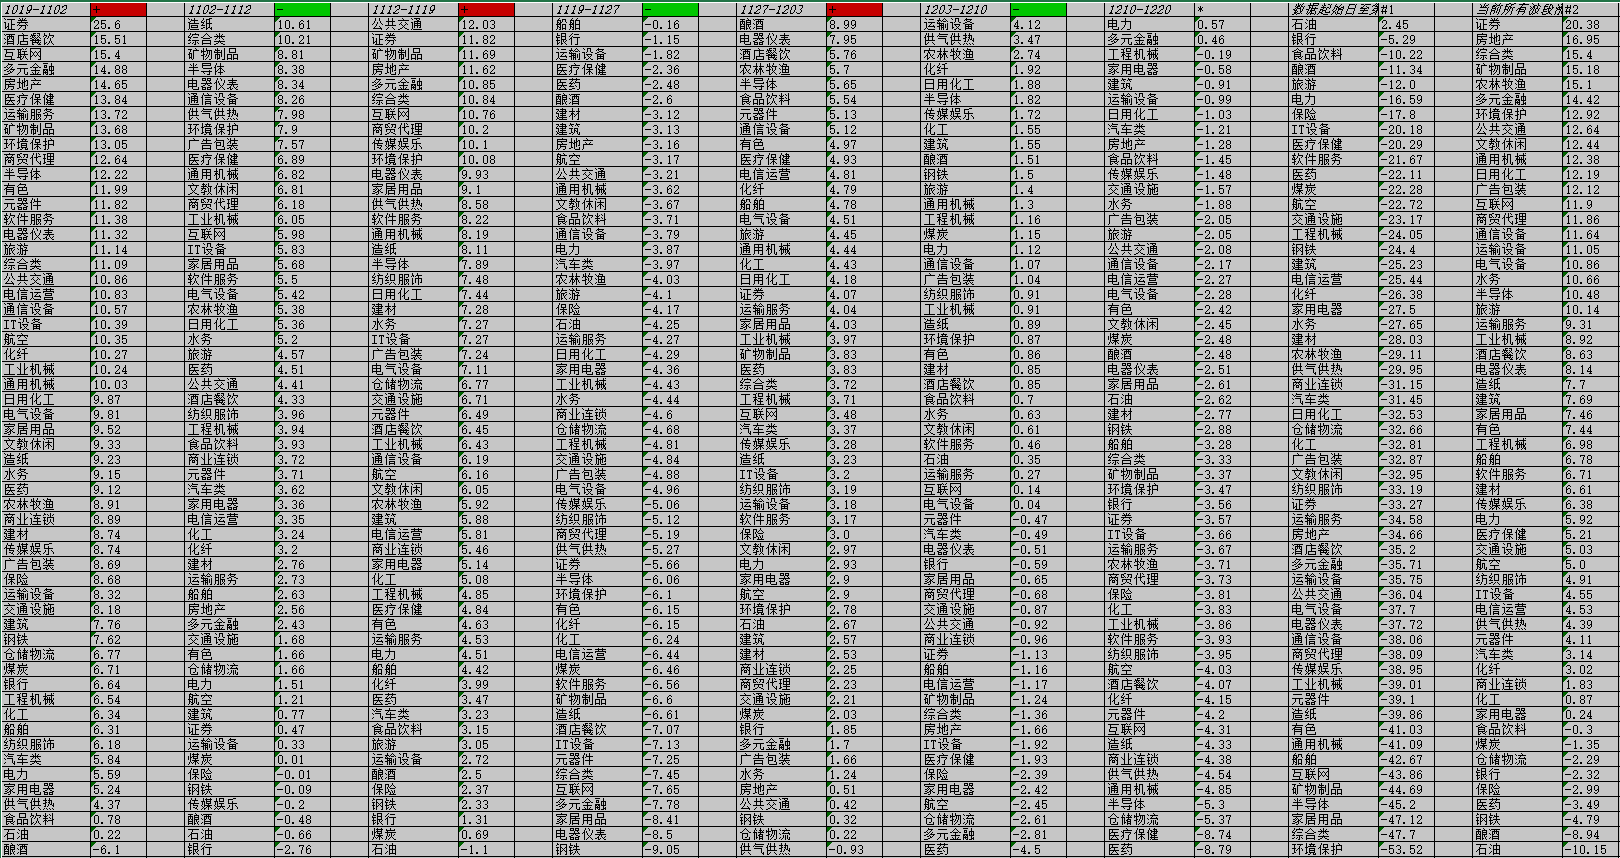 1019-1102 + 1102-1112 - 1112-1119 + 1119-1127 - 1127-1203 + 1203-1210 - 1210-1220 * 数据起始日至第 #1 当前所有波段 #2
证券 25.6 造纸 10.61 公共交通 12.03 船舶 -0.16 酿酒 8.99 运输设备 4.12 电力 0.57 石油 2.45 证券 20.38
酒店餐饮 15.51 综合类 10.21 证券 11.82 银行 -1.15 电器仪表 7.95 供气供热 3.47 多元金融 0.46 银行 -5.29 房地产 16.95
互联网 15.4 矿物制品 8.81 矿物制品 11.69 运输设备 -1.82 酒店餐饮 5.76 农林牧渔 2.74 工程机械 -0.19 食品饮料 -10.22 综合类 15.4
多元金融 14.88 半导体 8.38 房地产 11.62 医疗保健 -2.36 农林牧渔 5.7 化纤 1.92 家用电器 -0.58 酿酒 -11.34 矿物制品 15.18
房地产 14.65 电器仪表 8.34 多元金融 10.85 医药 -2.48 半导体 5.65 日用化工 1.88 建筑 -0.91 旅游 -12.0 农林牧渔 15.1
医疗保健 13.84 通信设备 8.26 综合类 10.84 酿酒 -2.6 食品饮料 5.54 半导体 1.82 运输设备 -0.99 电力 -16.59 多元金融 14.42
运输服务 13.72 供气供热 7.98 互联网 10.76 建材 -3.12 元器件 5.13 传媒娱乐 1.72 日用化工 -1.03 保险 -17.8 环境保护 12.92
矿物制品 13.68 环境保护 7.9 商贸代理 10.2 建筑 -3.13 通信设备 5.12 化工 1.55 汽车类 -1.21 IT设备 -20.18 公共交通 12.64
环境保护 13.05 广告包装 7.57 传媒娱乐 10.1 房地产 -3.16 有色 4.97 建筑 1.55 房地产 -1.28 医疗保健 -20.29 文教休闲 12.44
商贸代理 12.64 医疗保健 6.89 环境保护 10.08 航空 -3.17 医疗保健 4.93 酿酒 1.51 食品饮料 -1.45 软件服务 -21.67 通用机械 12.38
半导体 12.22 通用机械 6.82 电器仪表 9.93 公共交通 -3.21 电信运营 4.81 钢铁 1.5 传媒娱乐 -1.48 医药 -22.11 日用化工 12.19
有色 11.99 文教休闲 6.81 家居用品 9.1 通用机械 -3.62 化纤 4.79 旅游 1.4 交通设施 -1.57 煤炭 -22.28 广告包装 12.12
元器件 11.82 商贸代理 6.18 供气供热 8.58 文教休闲 -3.67 船舶 4.78 通用机械 1.3 水务 -1.88 航空 -22.72 互联网 11.9
软件服务 11.38 工业机械 6.05 软件服务 8.22 食品饮料 -3.71 电气设备 4.51 工程机械 1.16 广告包装 -2.05 交通设施 -23.17 商贸代理 11.86
电器仪表 11.32 互联网 5.98 通用机械 8.19 通信设备 -3.79 旅游 4.45 煤炭 1.15 旅游 -2.05 工程机械 -24.05 通信设备 11.64
旅游 11.14 IT设备 5.83 造纸 8.11 电力 -3.87 通用机械 4.44 电力 1.12 公共交通 -2.08 钢铁 -24.4 运输设备 11.05
综合类 11.09 家居用品 5.68 半导体 7.89 汽车类 -3.97 化工 4.43 通信设备 1.07 通信设备 -2.17 建筑 -25.23 电气设备 10.86
公共交通 10.86 软件服务 5.5 纺织服饰 7.48 农林牧渔 -4.03 日用化工 4.18 广告包装 1.04 电信运营 -2.27 电信运营 -25.44 水务 10.66
电信运营 10.83 电气设备 5.42 日用化工 7.44 旅游 -4.1 证券 4.07 纺织服饰 0.91 电气设备 -2.28 化纤 -26.38 半导体 10.48
通信设备 10.57 农林牧渔 5.38 建材 7.28 保险 -4.17 运输服务 4.04 工业机械 0.91 有色 -2.42 家用电器 -27.5 旅游 10.14
IT设备 10.39 日用化工 5.36 水务 7.27 石油 -4.25 家居用品 4.03 造纸 0.89 文教休闲 -2.45 水务 -27.65 运输服务 9.31
航空 10.35 水务 5.2 IT设备 7.27 运输服务 -4.27 工业机械 3.97 环境保护 0.87 煤炭 -2.48 建材 -28.03 工业机械 8.92
化纤 10.27 旅游 4.57 广告包装 7.24 日用化工 -4.29 矿物制品 3.83 有色 0.86 酿酒 -2.48 农林牧渔 -29.11 酒店餐饮 8.63
工业机械 10.24 医药 4.51 电气设备 7.11 家用电器 -4.36 医药 3.83 建材 0.85 电器仪表 -2.51 供气供热 -29.95 电器仪表 8.14
通用机械 10.03 公共交通 4.41 仓储物流 6.77 工业机械 -4.43 综合类 3.72 酒店餐饮 0.85 家居用品 -2.61 商业连锁 -31.15 造纸 7.7
日用化工 9.87 酒店餐饮 4.33 交通设施 6.71 水务 -4.44 工程机械 3.71 食品饮料 0.7 石油 -2.62 汽车类 -31.45 建筑 7.69
电气设备 9.81 纺织服饰 3.96 元器件 6.49 商业连锁 -4.6 互联网 3.48 水务 0.63 建材 -2.77 日用化工 -32.53 家居用品 7.46
家居用品 9.52 工程机械 3.94 酒店餐饮 6.45 仓储物流 -4.68 汽车类 3.37 文教休闲 0.61 钢铁 -2.88 仓储物流 -32.66 有色 7.44
文教休闲 9.33 食品饮料 3.93 工业机械 6.43 工程机械 -4.81 传媒娱乐 3.28 软件服务 0.46 船舶 -3.28 化工 -32.81 工程机械 6.98
造纸 9.23 商业连锁 3.72 通信设备 6.19 交通设施 -4.84 造纸 3.23 石油 0.35 综合类 -3.33 广告包装 -32.87 船舶 6.78
水务 9.15 元器件 3.71 航空 6.16 广告包装 -4.88 IT设备 3.2 运输服务 0.27 矿物制品 -3.37 文教休闲 -32.95 软件服务 6.71
医药 9.12 汽车类 3.62 文教休闲 6.05 电气设备 -4.96 纺织服饰 3.19 互联网 0.14 环境保护 -3.47 纺织服饰 -33.19 建材 6.61
农林牧渔 8.91 家用电器 3.36 农林牧渔 5.92 传媒娱乐 -5.06 运输设备 3.18 电气设备 0.04 银行 -3.56 证券 -33.27 传媒娱乐 6.38
商业连锁 8.89 电信运营 3.35 建筑 5.88 纺织服饰 -5.12 软件服务 3.17 元器件 -0.47 证券 -3.57 运输服务 -34.58 电力 5.92
建材 8.74 化工 3.24 电信运营 5.81 商贸代理 -5.19 保险 3.0 汽车类 -0.49 IT设备 -3.66 房地产 -34.66 医疗保健 5.21
传媒娱乐 8.74 化纤 3.2 商业连锁 5.46 供气供热 -5.27 文教休闲 2.97 电器仪表 -0.51 运输服务 -3.67 酒店餐饮 -35.2 交通设施 5.03
广告包装 8.69 建材 2.76 家用电器 5.14 证券 -5.66 电力 2.93 银行 -0.59 农林牧渔 -3.71 多元金融 -35.71 航空 5.0
保险 8.68 运输服务 2.73 化工 5.08 半导体 -6.06 家用电器 2.9 家居用品 -0.65 商贸代理 -3.73 运输设备 -35.75 纺织服饰 4.91
运输设备 8.32 船舶 2.63 工程机械 4.85 环境保护 -6.1 航空 2.9 商贸代理 -0.68 保险 -3.81 公共交通 -36.04 IT设备 4.55
交通设施 8.18 房地产 2.56 医疗保健 4.84 有色 -6.15 环境保护 2.78 交通设施 -0.87 化工 -3.83 电气设备 -37.7 电信运营 4.53
建筑 7.76 多元金融 2.43 有色 4.63 化纤 -6.15 石油 2.67 公共交通 -0.92 工业机械 -3.86 电器仪表 -37.72 供气供热 4.39
钢铁 7.62 交通设施 1.68 运输服务 4.53 化工 -6.24 建筑 2.57 商业连锁 -0.96 软件服务 -3.93 通信设备 -38.06 元器件 4.11
仓储物流 6.77 有色 1.66 电力 4.51 电信运营 -6.44 建材 2.53 证券 -1.13 纺织服饰 -3.95 商贸代理 -38.09 汽车类 3.14
煤炭 6.71 仓储物流 1.66 船舶 4.42 煤炭 -6.46 商业连锁 2.25 船舶 -1.16 航空 -4.03 传媒娱乐 -38.95 化纤 3.02
银行 6.64 电力 1.51 化纤 3.99 软件服务 -6.56 商贸代理 2.23 电信运营 -1.17 酒店餐饮 -4.07 工业机械 -39.01 商业连锁 1.83
工程机械 6.54 航空 1.21 医药 3.47 矿物制品 -6.6 交通设施 2.21 矿物制品 -1.24 化纤 -4.15 元器件 -39.1 化工 0.87
化工 6.34 建筑 0.77 汽车类 3.23 造纸 -6.61 煤炭 2.03 综合类 -1.36 元器件 -4.2 造纸 -39.86 家用电器 0.24
船舶 6.31 证券 0.47 食品饮料 3.15 酒店餐饮 -7.07 银行 1.85 房地产 -1.66 互联网 -4.31 有色 -41.03 食品饮料 -0.3
纺织服饰 6.18 运输设备 0.33 旅游 3.05 IT设备 -7.13 多元金融 1.7 IT设备 -1.92 造纸 -4.33 通用机械 -41.09 煤炭 -1.35
汽车类 5.84 煤炭 0.01 运输设备 2.72 元器件 -7.25 广告包装 1.66 医疗保健 -1.93 商业连锁 -4.38 船舶 -42.67 仓储物流 -2.29
电力 5.59 保险 -0.01 酿酒 2.5 综合类 -7.45 水务 1.24 保险 -2.39 供气供热 -4.54 互联网 -43.86 银行 -2.32
家用电器 5.24 钢铁 -0.09 保险 2.37 互联网 -7.65 房地产 0.51 家用电器 -2.42 通用机械 -4.85 矿物制品 -44.69 保险 -2.99
供气供热 4.37 传媒娱乐 -0.2 钢铁 2.33 多元金融 -7.78 公共交通 0.42 航空 -2.45 半导体 -5.3 半导体 -45.2 医药 -3.49
食品饮料 0.78 酿酒 -0.48 银行 1.31 家居用品 -8.41 钢铁 0.32 仓储物流 -2.61 仓储物流 -5.37 家居用品 -47.12 钢铁 -4.79
石油 0.22 石油 -0.66 煤炭 0.69 电器仪表 -8.5 仓储物流 0.22 多元金融 -2.81 医疗保健 -8.74 综合类 -47.7 酿酒 -8.94
酿酒 -6.1 银行 -2.76 石油 -1.1 钢铁 -9.05 供气供热 -0.93 医药 -4.5 医药 -8.79 环境保护 -53.52 石油 -10.15